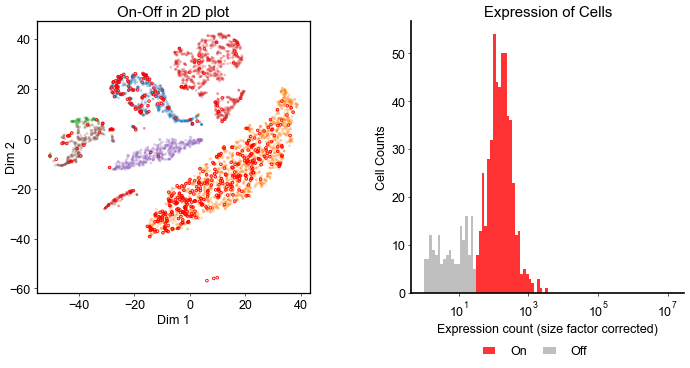 On-Off in 2D plot
Expression of Cells
40
20
0
−20
−40
−60
Dim 2
−40 −20 0 20 40
Dim 1
50
40
30
20
10
0
Cell Counts
10^1 10^3 10^5 10^7
Expression count (size factor corrected)
On Off